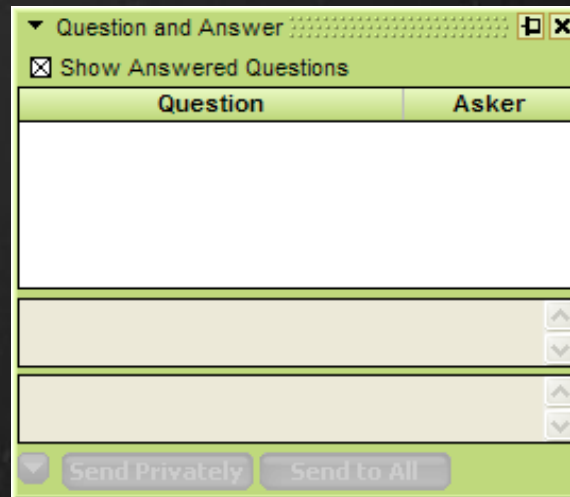 Question and Answer
Show Answered Questions
Question Asker
Send Privately Send to All